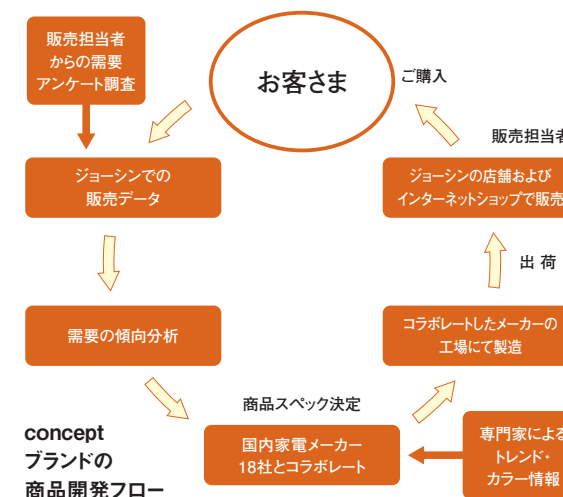 販売担当者
からの需要
アンケート調査
お客さま
ご購入
販売担当者
ジョーシンでの
販売データ
ジョーシンの店舗および
インターネットショップで販売
出荷
需要の傾向分析
コラボレートしたメーカーの
工場にて製造
商品スペック決定
国内家電メーカー
18社とコラボレート
専門家による
トレンド・
カラー情報
concept
ブランドの
商品開発フロー